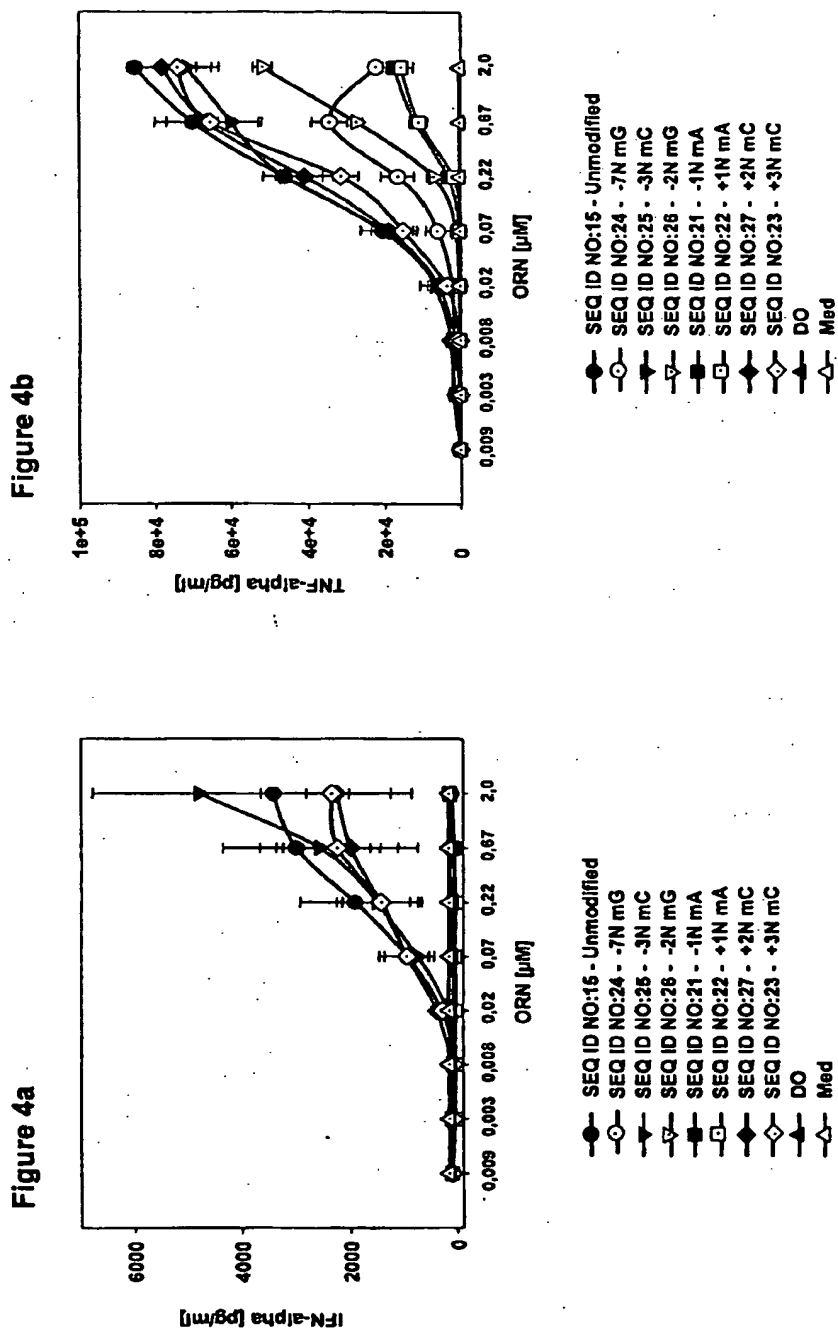 Figure 4a
IFN-alpha [pg/ml]
6000
4000
2000
0
0,009 0,003 0,008 0,02 0,07 0,22 0,67 2,0
ORN [µM]
SEQ ID NO:15 - Unmodified
SEQ ID NO:24 - -7N mG
SEQ ID NO:25 - -3N mC
SEQ ID NO:26 - -2N mG
SEQ ID NO:21 - -1N mA
SEQ ID NO:22 - +1N mA
SEQ ID NO:27 - +2N mC
SEQ ID NO:23 - +3N mC
DO
Med
Figure 4b
TNF-alpha [pg/ml]
1e+5
8e+4
6e+4
4e+4
2e+4
0
0,009 0,003 0,008 0,02 0,07 0,22 0,67 2,0
ORN [µM]
SEQ ID NO:15 - Unmodified
SEQ ID NO:24 - -7N mG
SEQ ID NO:25 - -3N mC
SEQ ID NO:26 - -2N mG
SEQ ID NO:21 - -1N mA
SEQ ID NO:22 - +1N mA
SEQ ID NO:27 - +2N mC
SEQ ID NO:23 - +3N mC
DO
Med